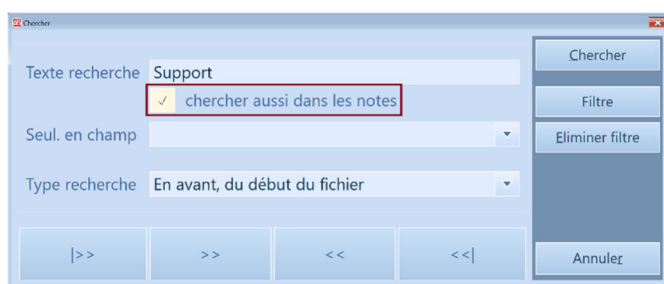 Chercher
Texte recherche Support
✓ chercher aussi dans les notes
Seul. en champ
Type recherche En avant, du début du fichier
|>> >> << <<|
Chercher
Filtre
Eliminer filtre
Annuler